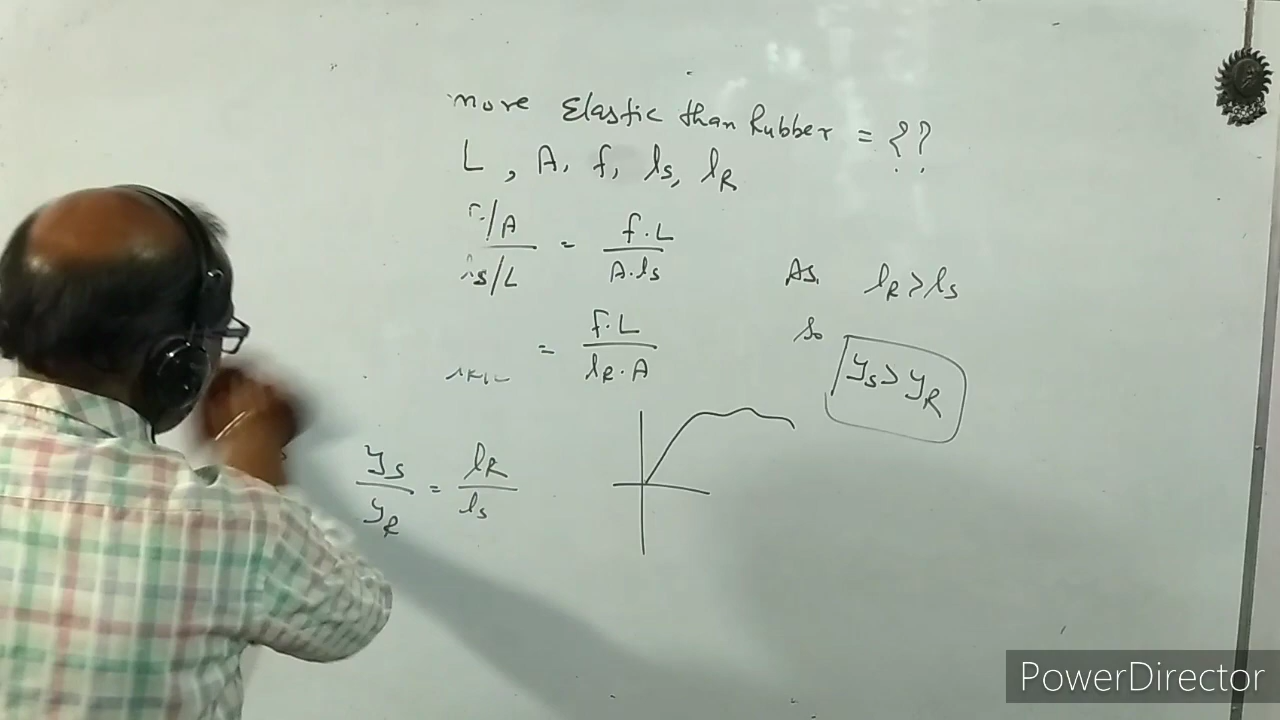 more Elastic than Rubber = ??
L, A, f, ls, lR
/A = f.L
s/L A.ls
= f.L
lR.A
As lR > ls
So
Ys > YR
Ys = lR
YR ls
PowerDirector